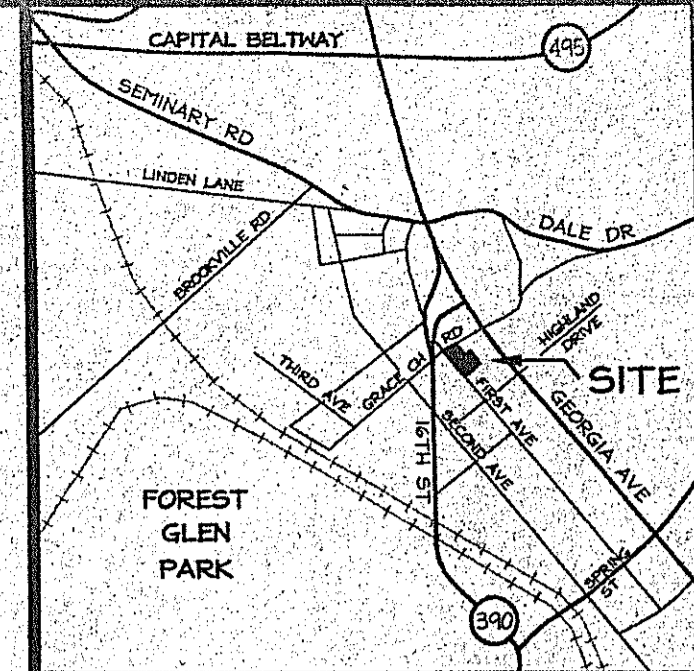 CAPITAL BELTWAY
495
SEMINARY RD
LINDEN LANE
BROOKVILLE RD
DALE DR
HIGHLAND
DRIVE
THIRD AVE
GRACE CH RD
SITE
FIRST AVE
GEORGIA AVE
SECOND AVE
16TH ST
FOREST
GLEN
PARK
SPRING
ST
390